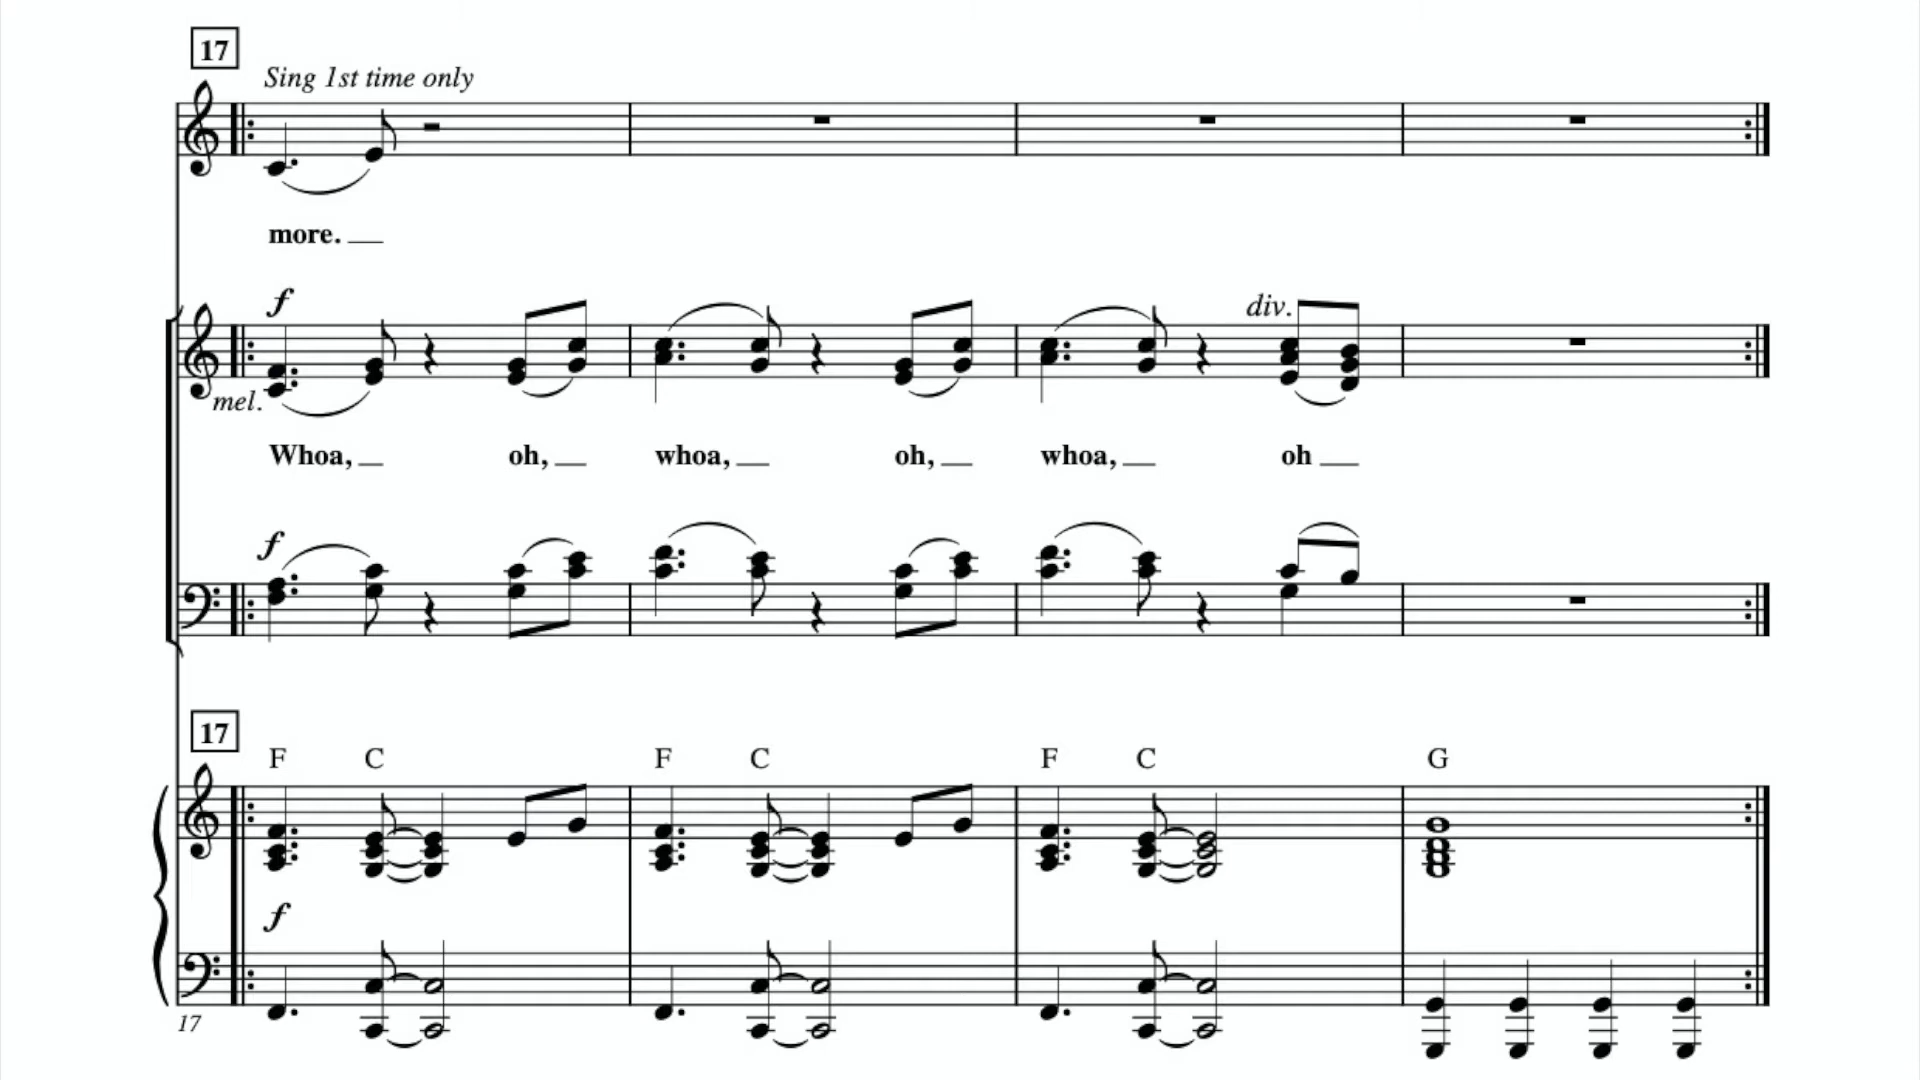 17
Sing 1st time only
more.
f
div.
mel.
Whoa, oh, whoa, oh, whoa, oh
f
17
F C F C F C G
f
17